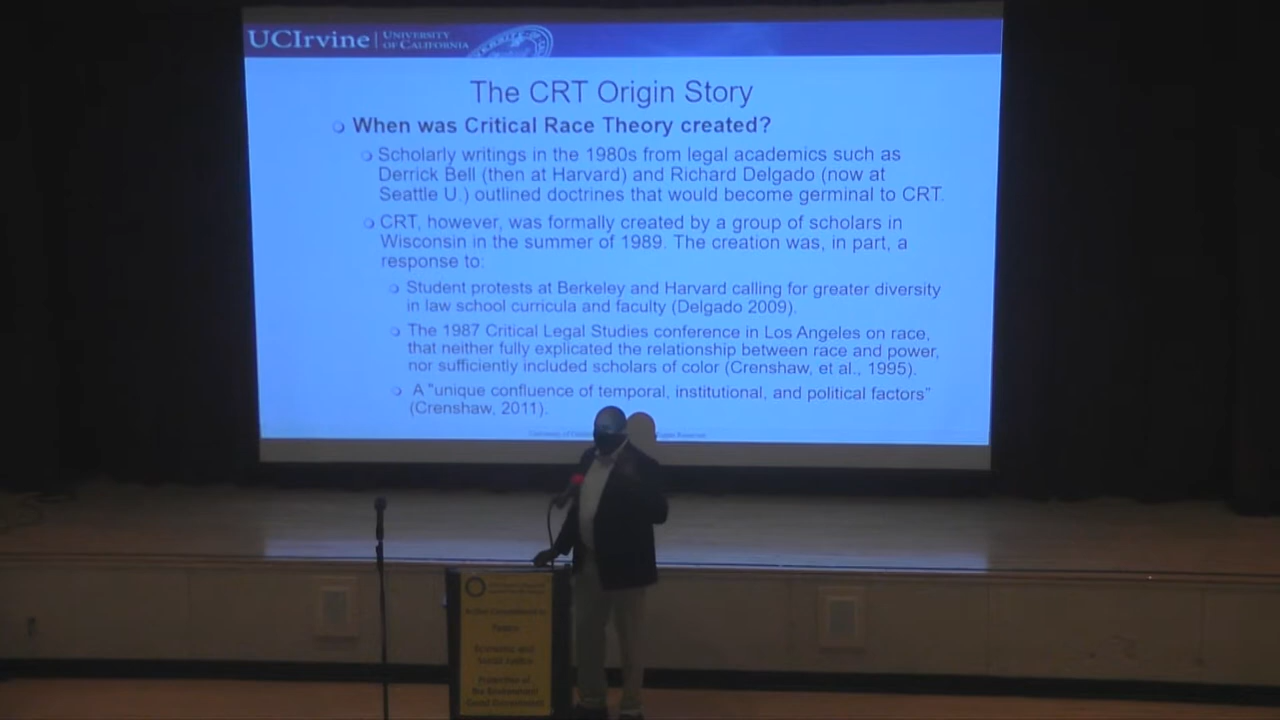 UCIrvine UNIVERSITY
OF CALIFORNIA
The CRT Origin Story
When was Critical Race Theory created?
Scholarly writings in the 1980s from legal academics such as
Derrick Bell (then at Harvard) and Richard Delgado (now at
Seattle U.) outlined doctrines that would become germinal to CRT.
CRT, however, was formally created by a group of scholars in
Wisconsin in the summer of 1989. The creation was, in part, a
response to:
Student protests at Berkeley and Harvard calling for greater diversity
in law school curricula and faculty (Delgado 2009).
The 1987 Critical Legal Studies conference in Los Angeles on race,
that neither fully explicated the relationship between race and power,
nor sufficiently included scholars of color (Crenshaw, et al., 1995).
A "unique confluence of temporal, institutional, and political factors"
(Crenshaw, 2011).
Economic and
Social Justice
Protection of
the Environment
Good Government